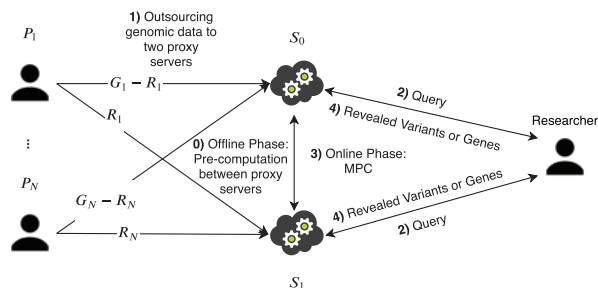 P1
1) Outsourcing
genomic data to
two proxy
servers
S0
G1 − R1
R1
2) Query
4) Revealed Variants or Genes
Researcher
...
0) Offline Phase:
Pre-computation
between proxy
servers
3) Online Phase:
MPC
PN
GN − RN
RN
4) Revealed Variants or Genes
2) Query
S1